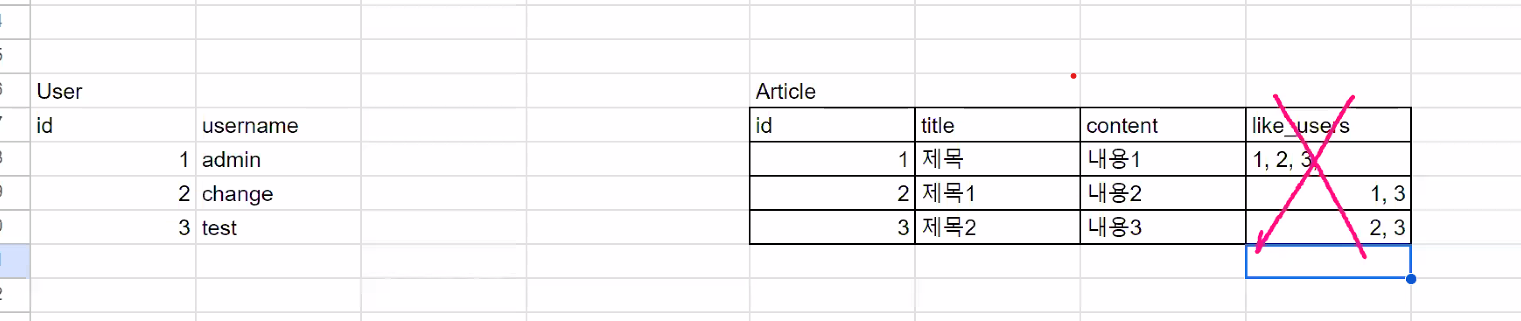 User Article
id username id title content like_users
1 admin 1 제목 내용1 1, 2, 3
2 change 2 제목1 내용2 1, 3
3 test 3 제목2 내용3 2, 3